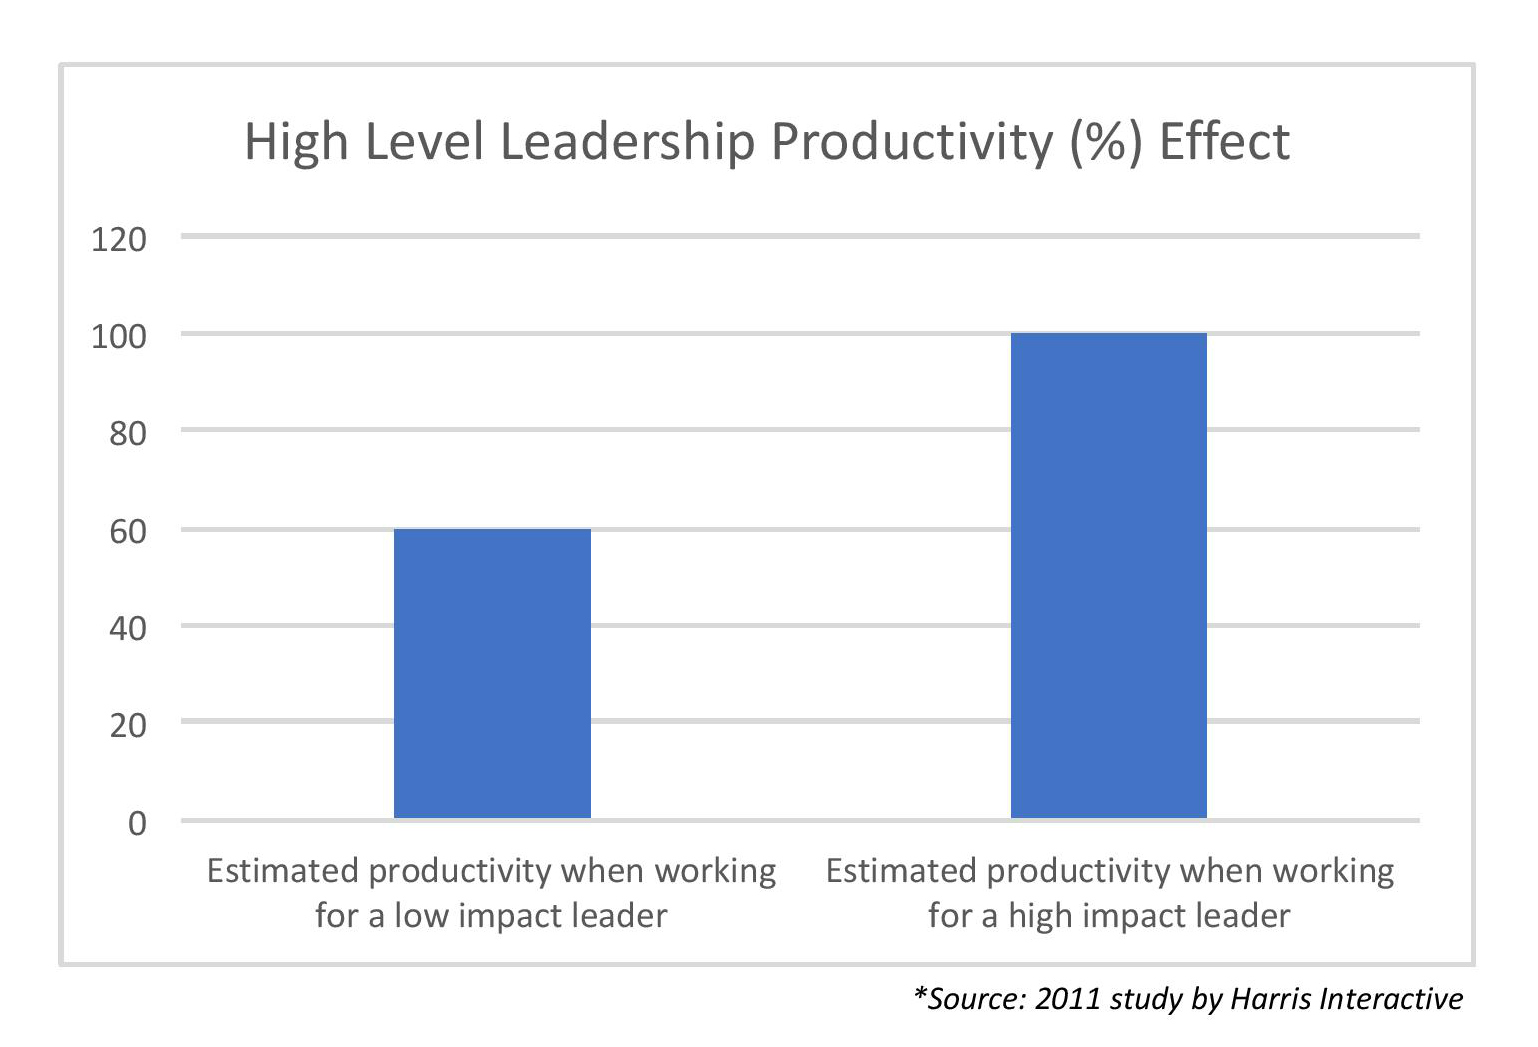 High Level Leadership Productivity (%) Effect
120
100
80
60
40
20
0
Estimated productivity when working
for a low impact leader
Estimated productivity when working
for a high impact leader
*Source: 2011 study by Harris Interactive